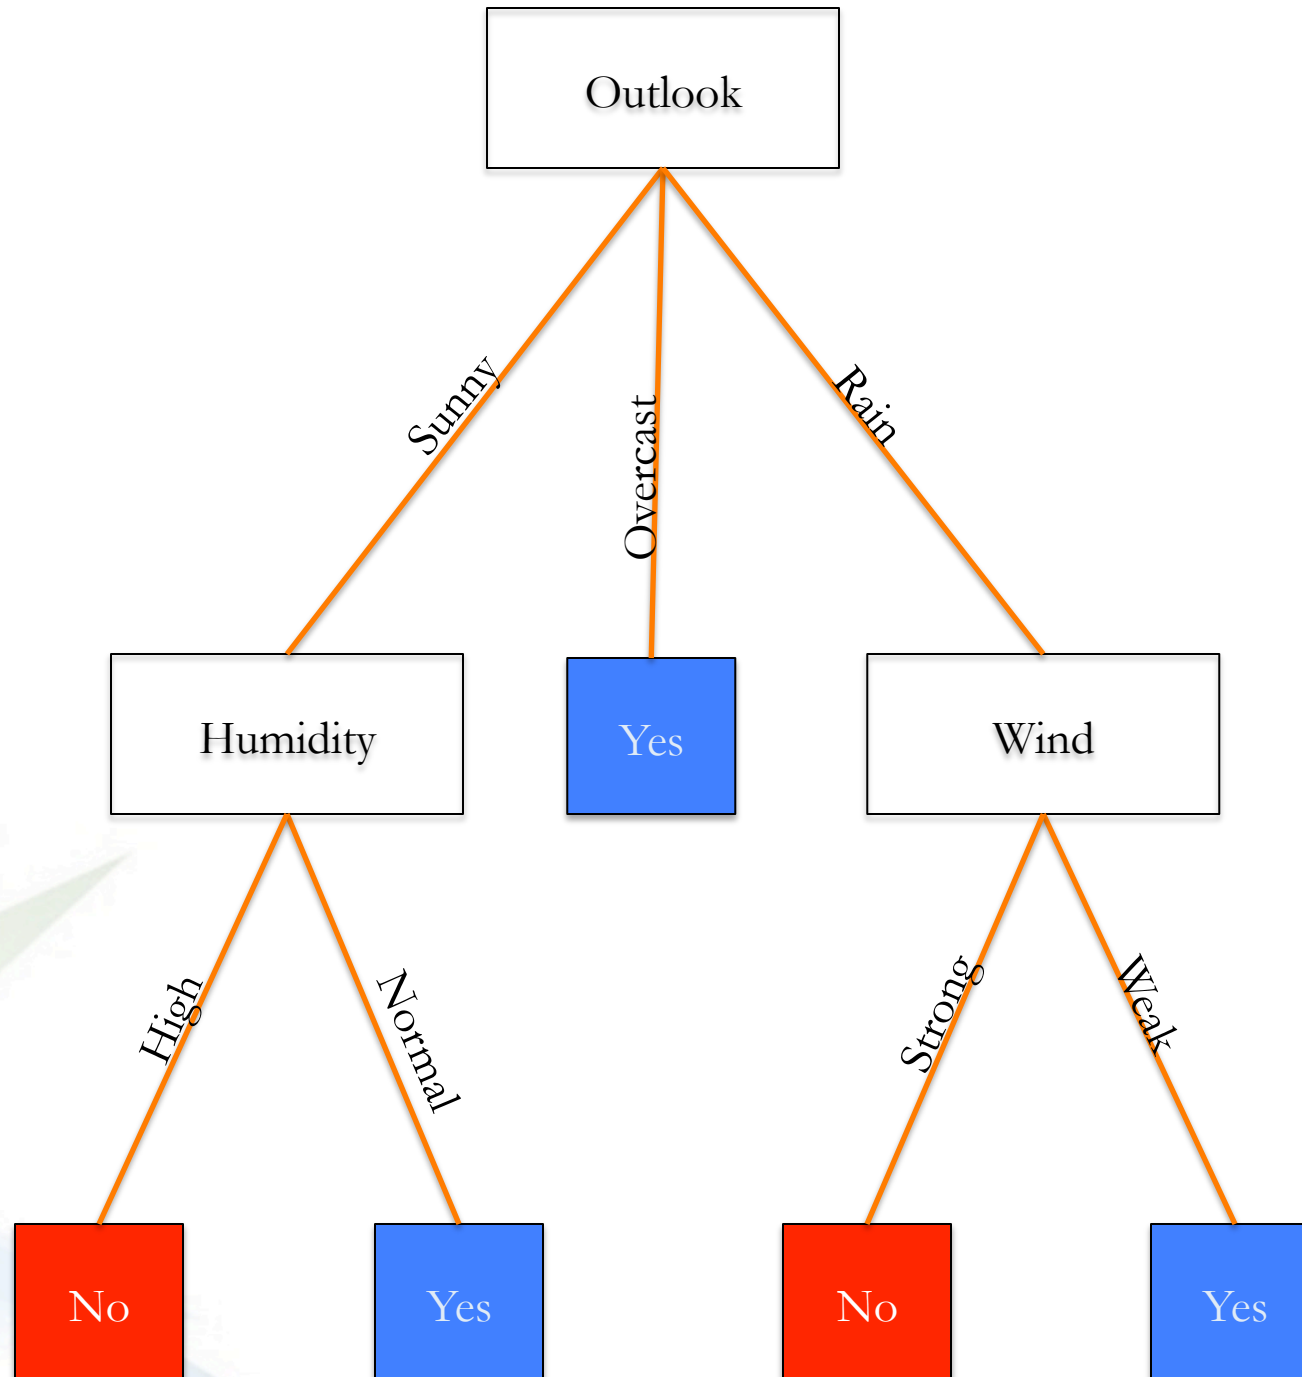 Outlook
Sunny
Overcast
Rain
Humidity
Yes
Wind
High
Normal
Strong
Weak
No
Yes
No
Yes